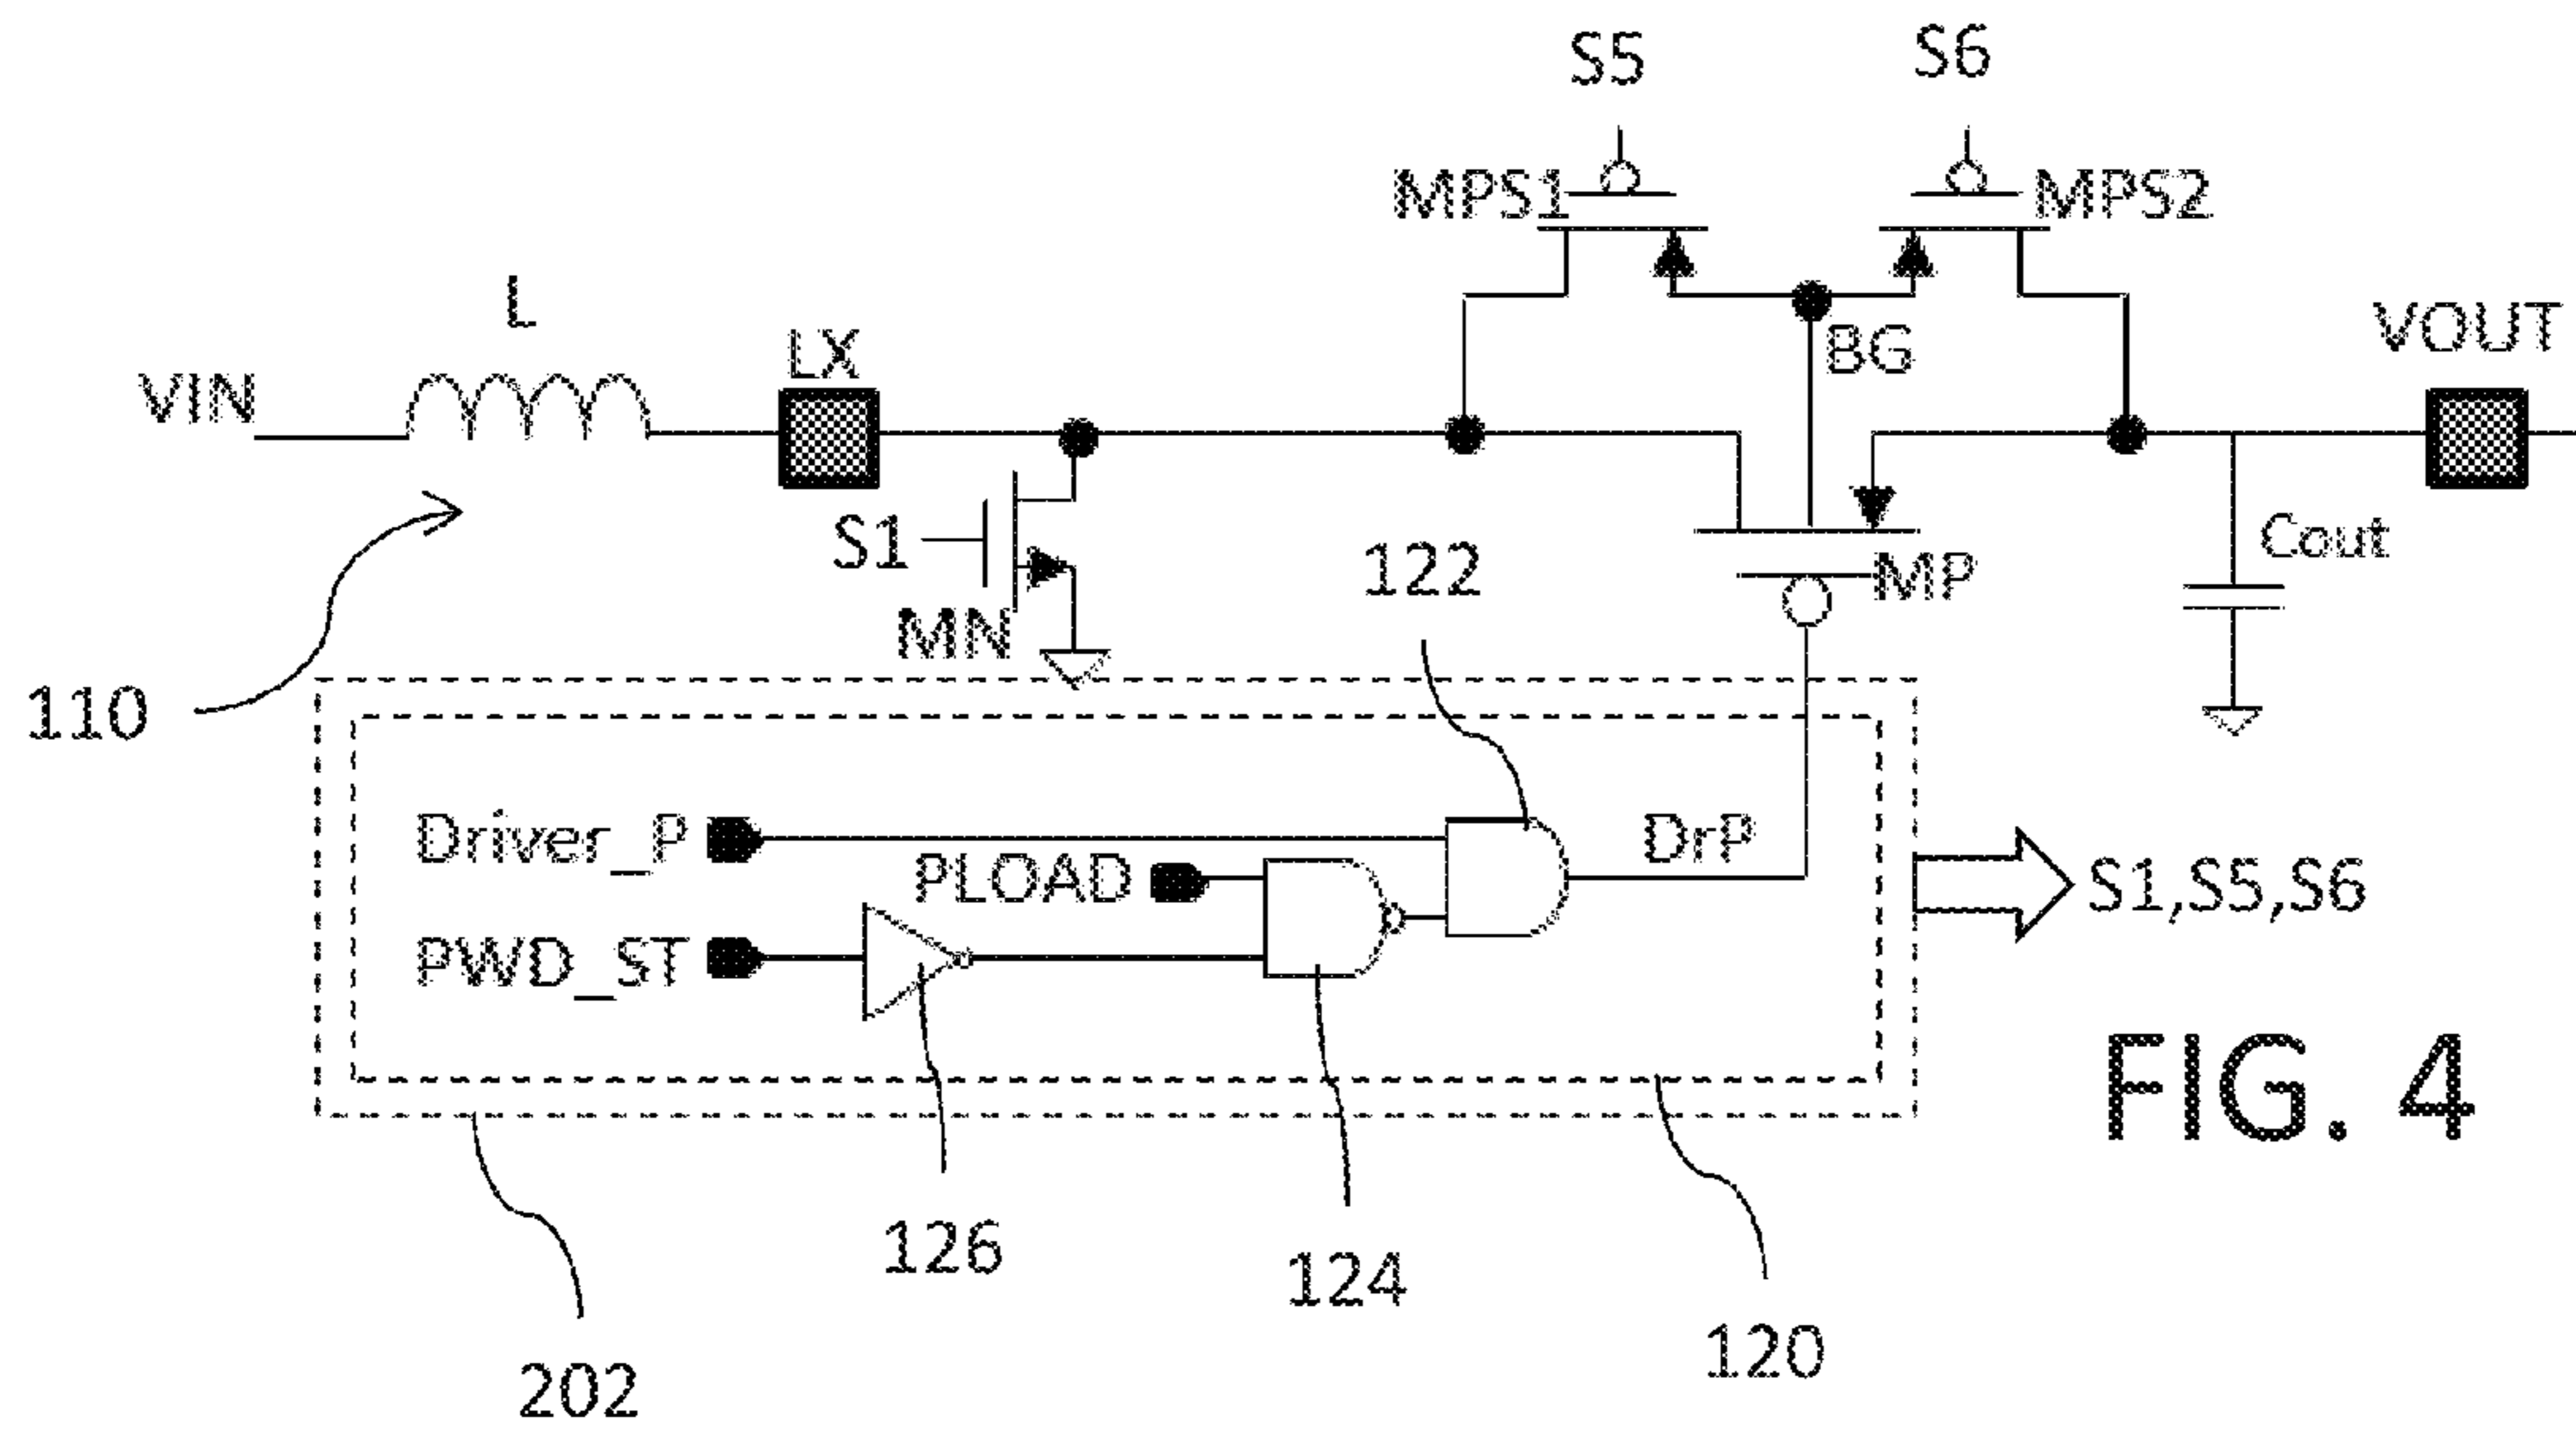 S5
S6
MPS1
MPS2
L
LX
BG
VOUT
VIN
S1
Cout
122
MP
MN
110
Driver_P
DrP
PLOAD
S1,S5,S6
PWD_ST
FIG. 4
126
124
120
202